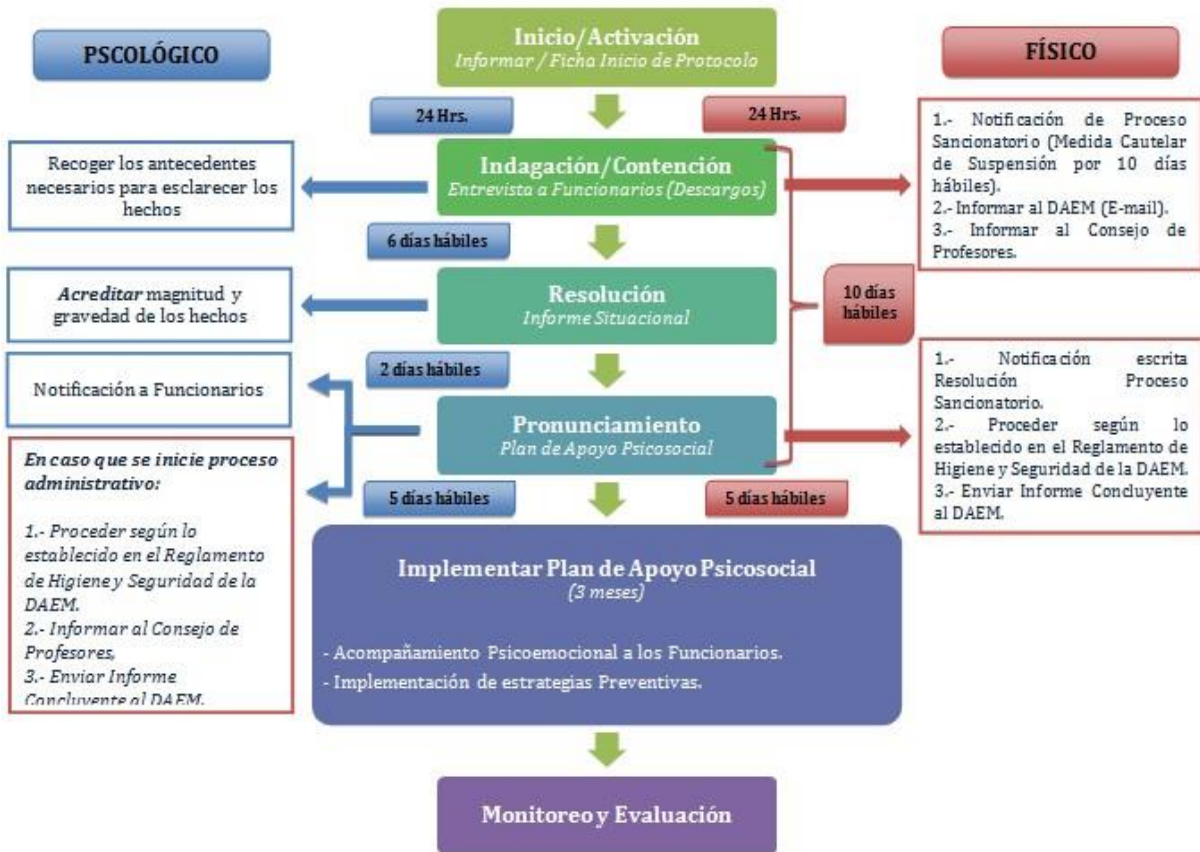 PSCOLÓGICO
Inicio/Activación
Informar / Ficha Inicio de Protocolo
FÍSICO
24 Hrs.
24 Hrs.
Recoger los antecedentes
necesarios para esclarecer los
hechos
Indagación/Contención
Entrevista a Funcionarios (Descargos)
1.- Notificación de Proceso
Sancionatorio (Medida Cautelar
de Suspensión por 10 días
hábiles).
2.- Informar al DAEM (E-mail).
3.- Informar al Consejo de
Profesores.
6 días hábiles
Acreditar magnitud y
gravedad de los hechos
Resolución
Informe Situacional
10 días
hábiles
2 días hábiles
Notificación a Funcionarios
Pronunciamiento
Plan de Apoyo Psicosocial
1.- Notificación escrita
Resolución Proceso
Sancionatorio.
2.- Proceder según lo
establecido en el Reglamento de
Higiene y Seguridad de la DAEM.
3.- Enviar Informe Concluyente
al DAEM.
En caso que se inicie proceso
administrativo:
1.- Proceder según lo
establecido en el Reglamento
de Higiene y Seguridad de la
DAEM.
2.- Informar al Consejo de
Profesores,
3.- Enviar Informe
Concluyente al DAEM.
5 días hábiles
5 días hábiles
Implementar Plan de Apoyo Psicosocial
(3 meses)
- Acompañamiento Psicoemocional a los Funcionarios.
- Implementación de estrategias Preventivas.
Monitoreo y Evaluación